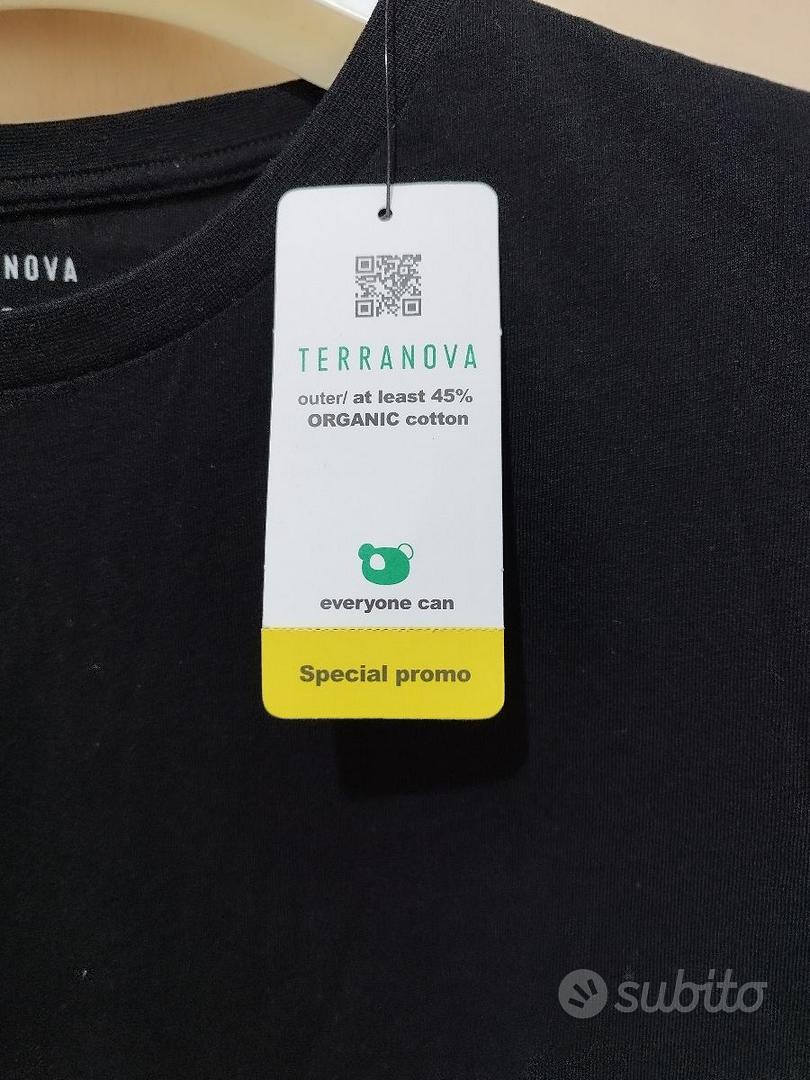 NOVA
TERRANOVA
outer/ at least 45%
ORGANIC cotton
everyone can
Special promo
subito